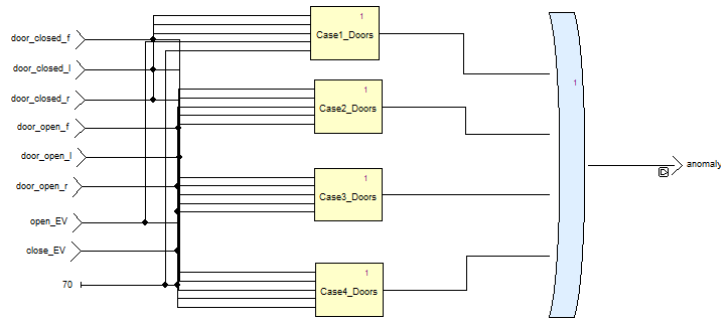 door_closed_f
door_closed_l
door_closed_r
door_open_f
door_open_l
door_open_r
open_EV
close_EV
70
1
Case1_Doors
1
Case2_Doors
1
Case3_Doors
1
Case4_Doors
1
anomaly